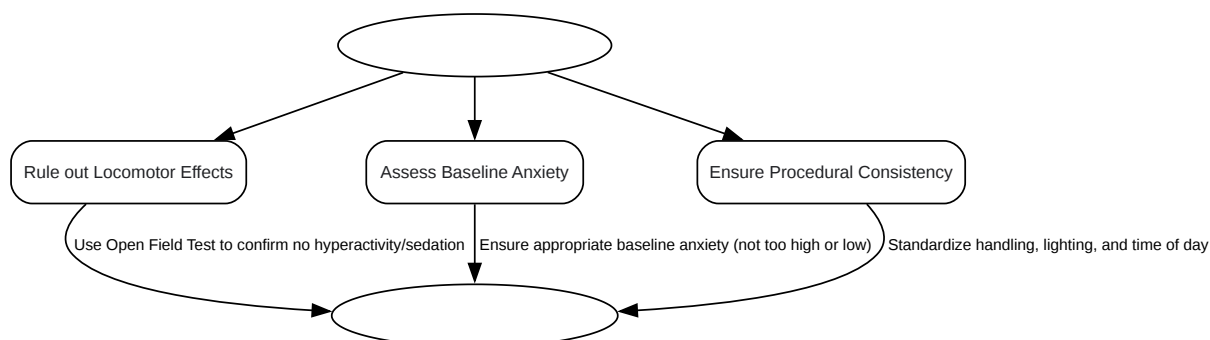 Rule out Locomotor Effects
Assess Baseline Anxiety
Ensure Procedural Consistency
Use Open Field Test to confirm no hyperactivity/sedation
Ensure appropriate baseline anxiety (not too high or low)
Standardize handling, lighting, and time of day